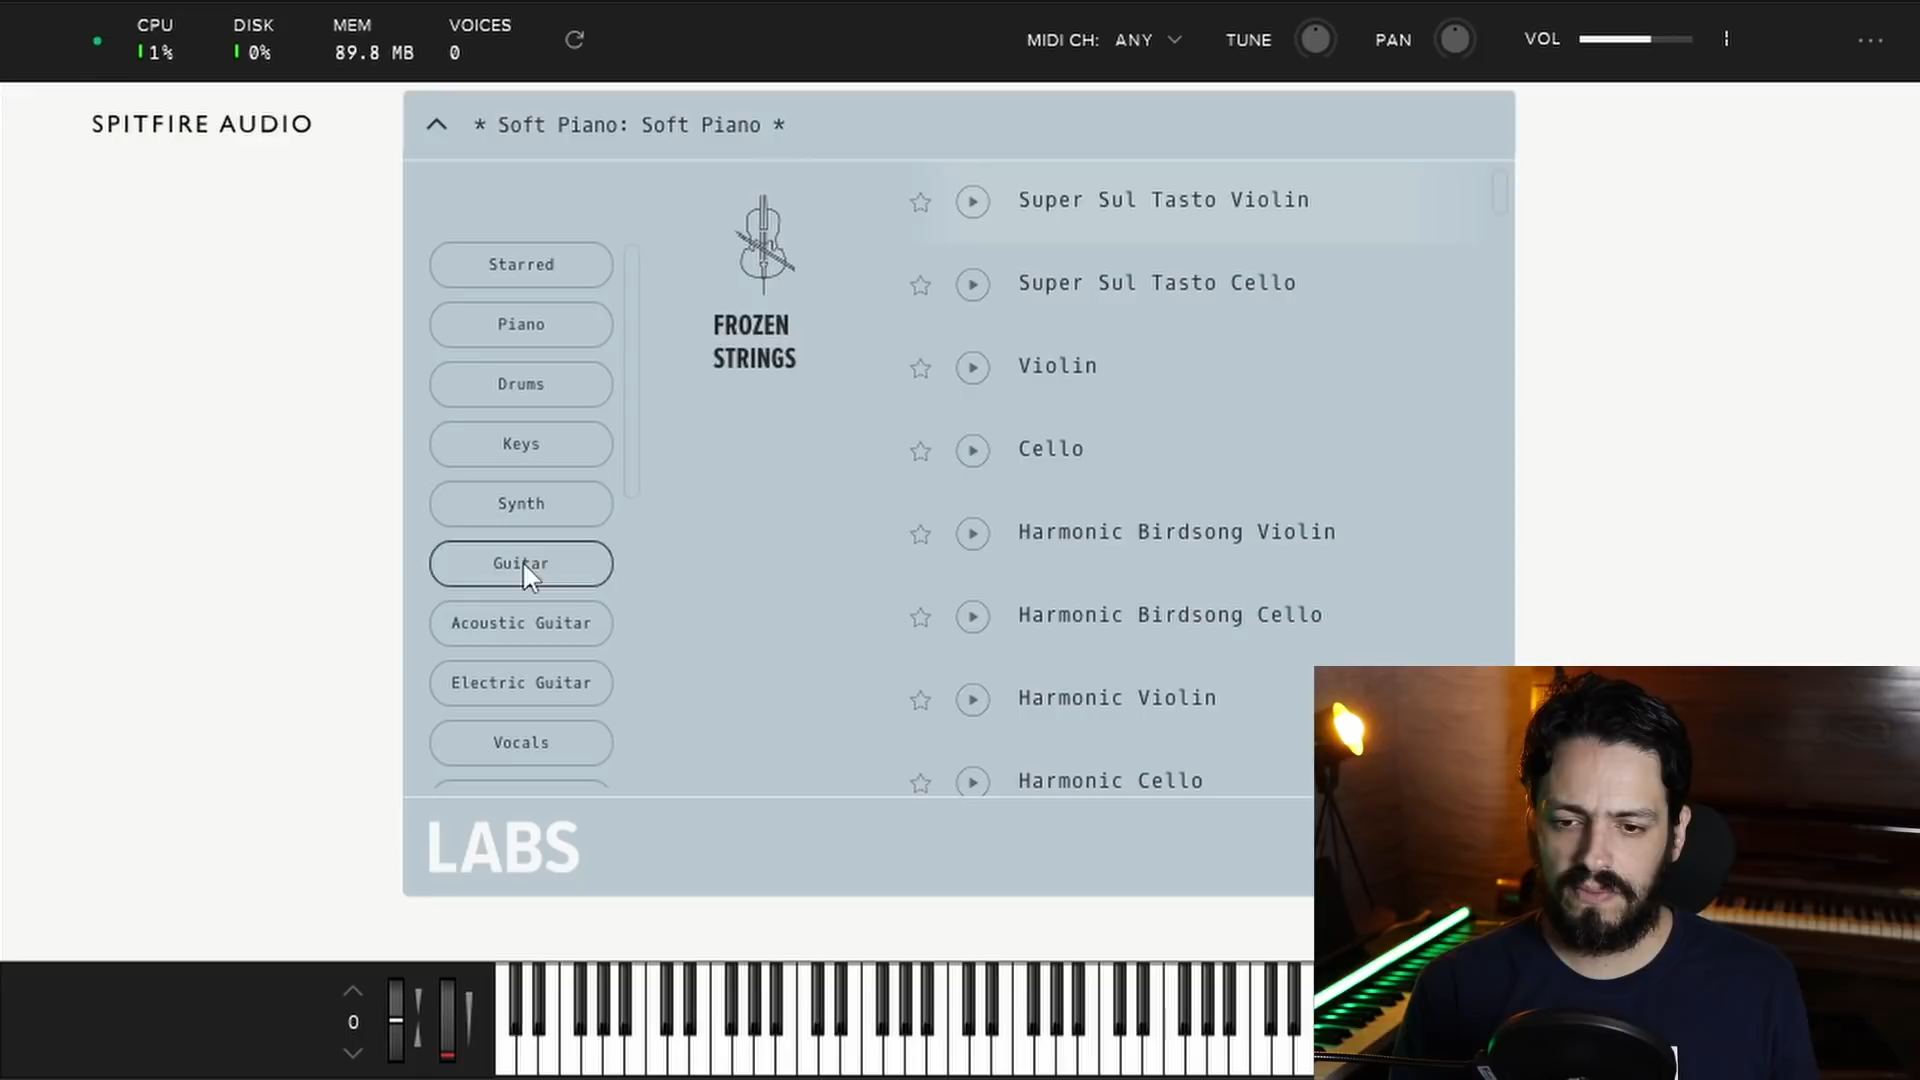 CPU
1%
DISK
0%
MEM
89.8 MB
VOICES
0
MIDI CH: ANY
TUNE
PAN
VOL
SPITFIRE AUDIO
* Soft Piano: Soft Piano *
Starred
Piano
Drums
Keys
Synth
Guitar
Acoustic Guitar
Electric Guitar
Vocals
FROZEN
STRINGS
Super Sul Tasto Violin
Super Sul Tasto Cello
Violin
Cello
Harmonic Birdsong Violin
Harmonic Birdsong Cello
Harmonic Violin
Harmonic Cello
LABS
0